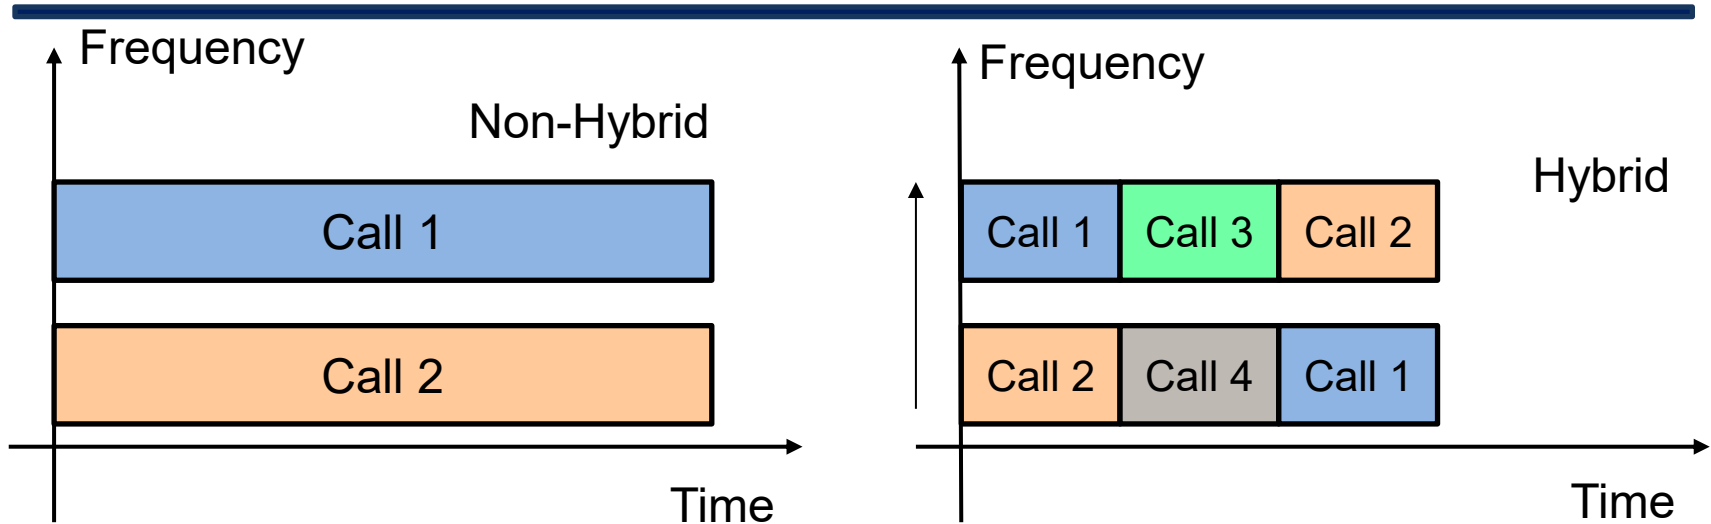 Frequency
Non-Hybrid
Call 1
Call 2
Time
Frequency
Hybrid
Call 1 Call 3 Call 2
Call 2 Call 4 Call 1
Time